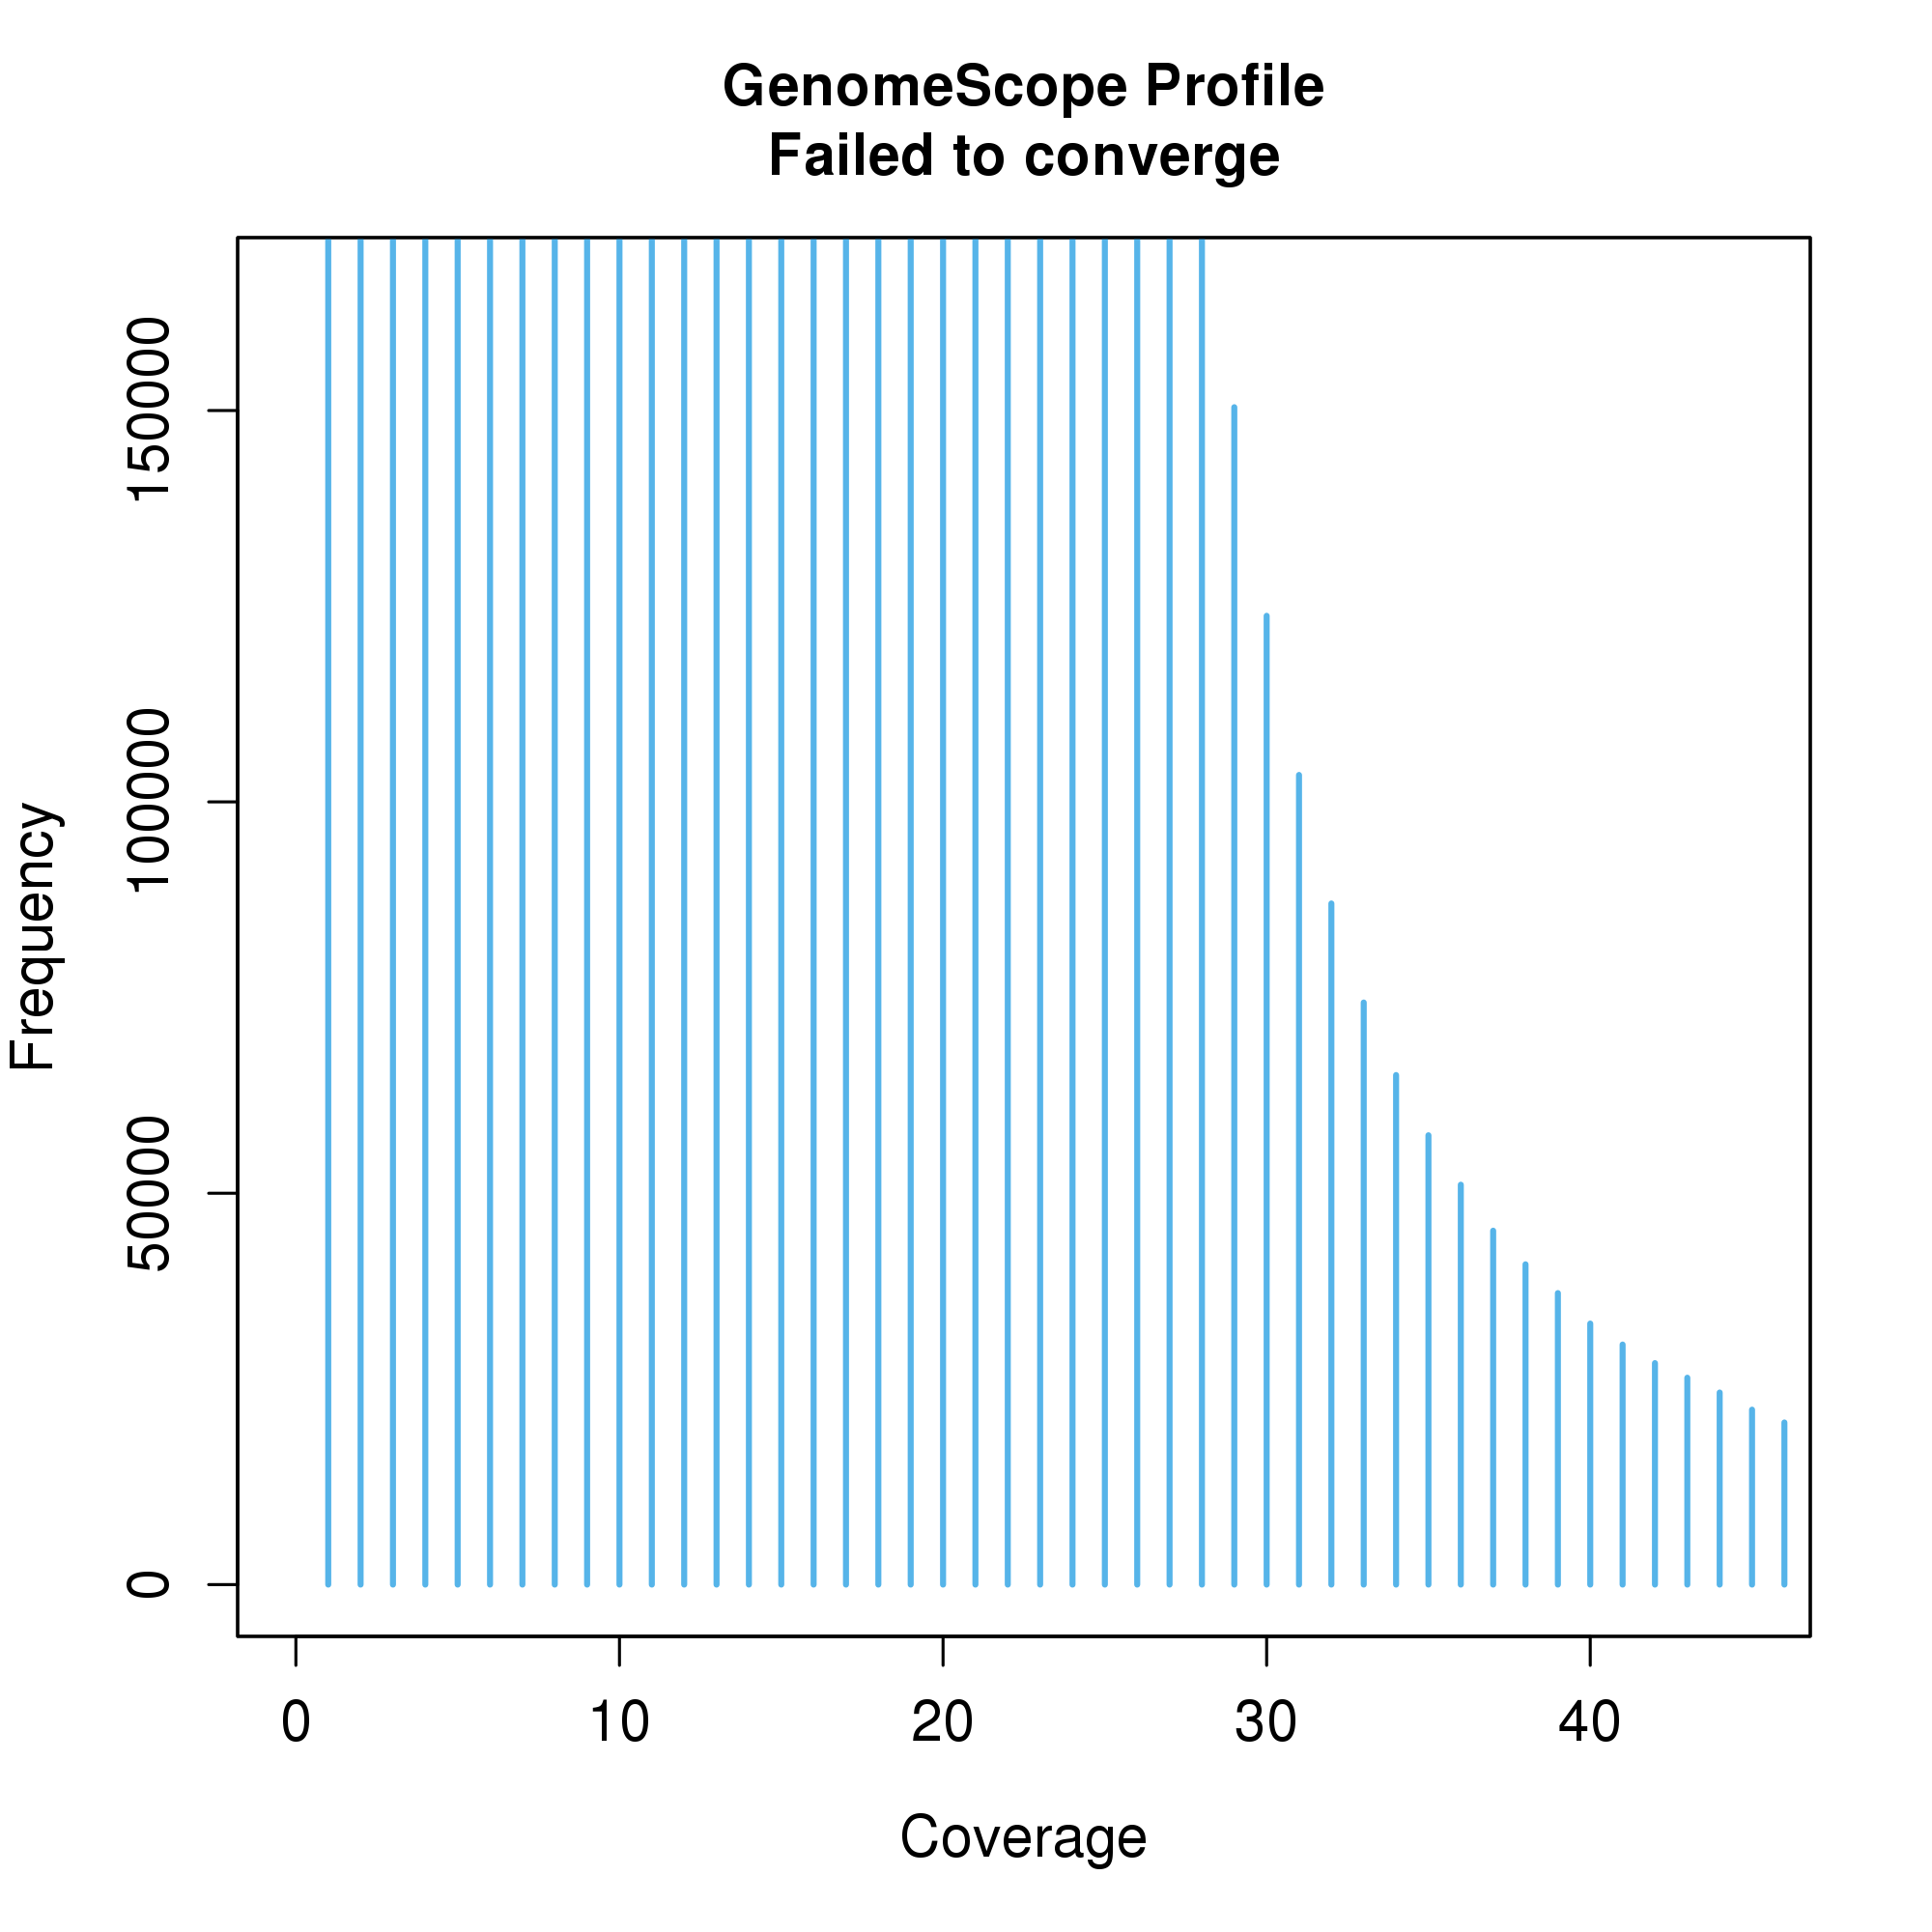 GenomeScope Profile
Failed to converge
Frequency
150000
100000
50000
0
0 10 20 30 40
Coverage